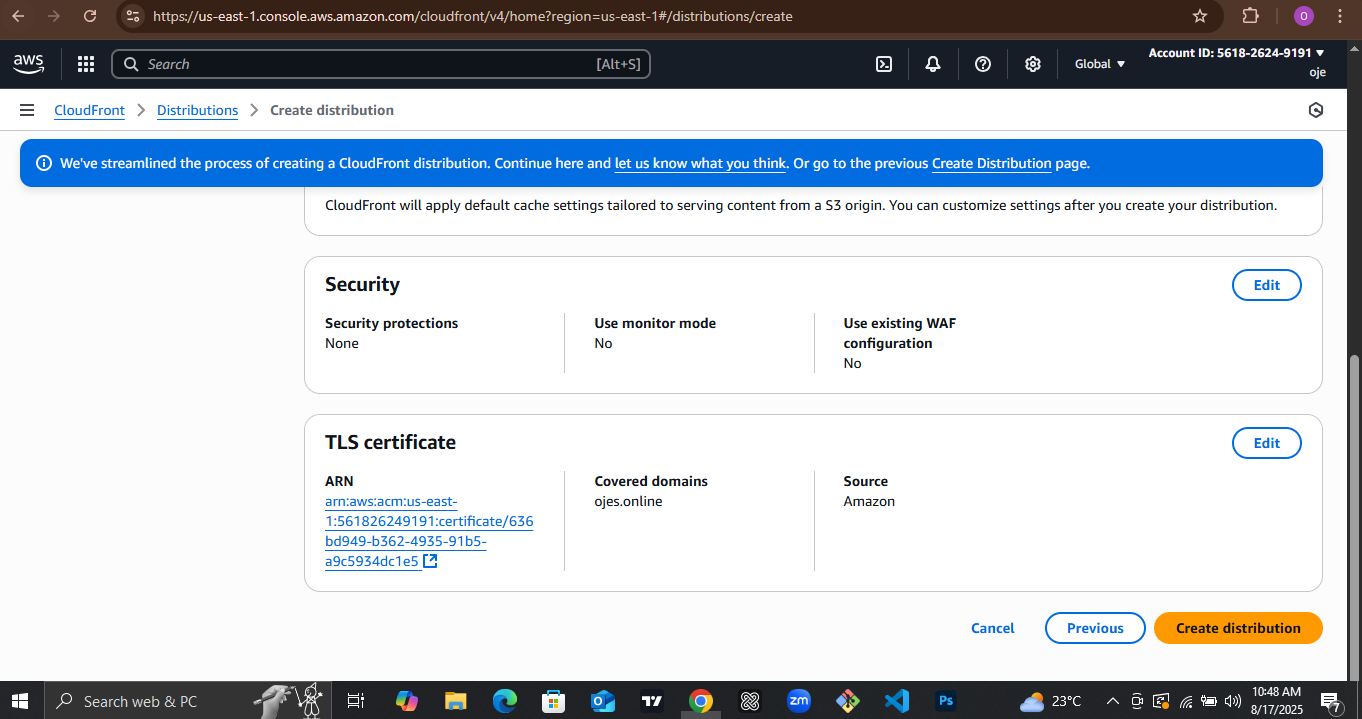 https://us-east-1.console.aws.amazon.com/cloudfront/v4/home?region=us-east-1#/distributions/create
O
aws
Search
[Alt+S]
Global
Account ID: 5618-2624-9191
oje
CloudFront
Distributions
Create distribution
We've streamlined the process of creating a CloudFront distribution. Continue here and let us know what you think. Or go to the previous Create Distribution page.
CloudFront will apply default cache settings tailored to serving content from a S3 origin. You can customize settings after you create your distribution.
Security
Edit
Security protections
None
Use monitor mode
No
Use existing WAF
configuration
No
TLS certificate
Edit
ARN
arn:aws:acm:us-east-
1:561826249191:certificate/636
bd949-b362-4935-91b5-
a9c5934dc1e5
Covered domains
ojes.online
Source
Amazon
Cancel
Previous
Create distribution
Search web & PC
zm
Ps
23°C
10:48 AM
8/17/2025
7